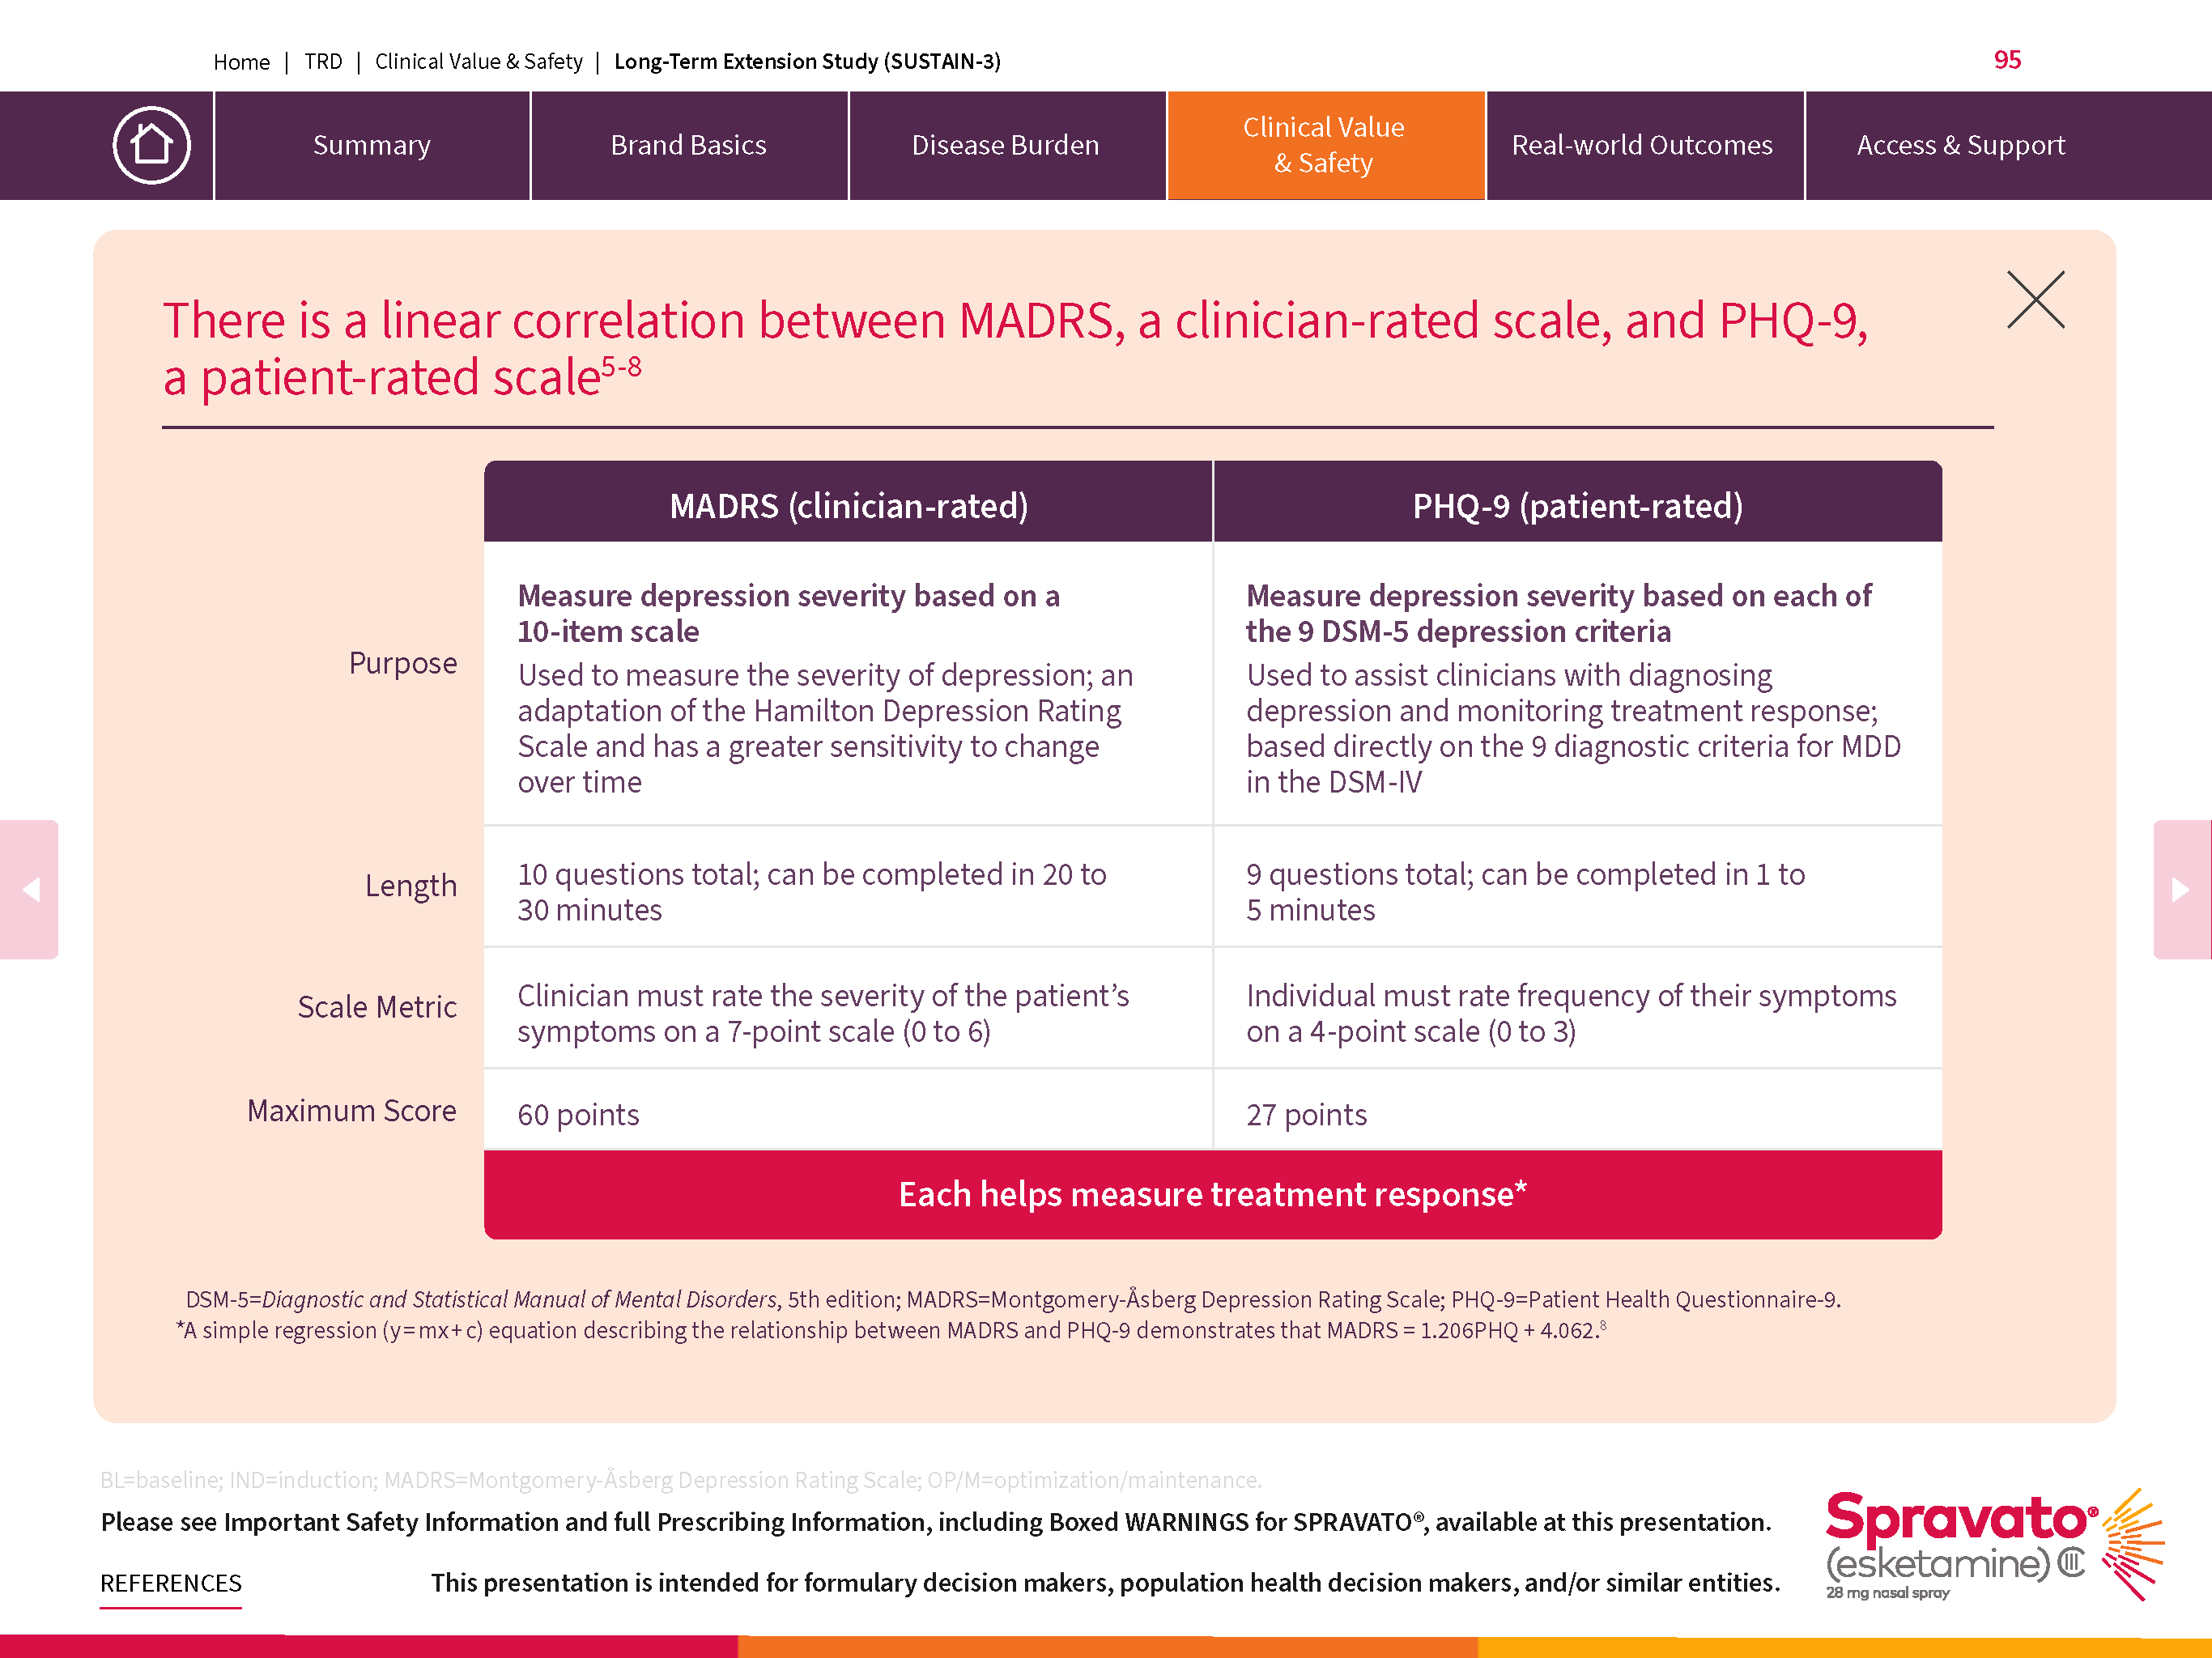 Home | TRD | Clinical Value & Safety | Long-Term Extension Study (SUSTAIN-3)
95
Summary
Brand Basics
Disease Burden
Clinical Value
& Safety
Real-world Outcomes
Access & Support
There is a linear correlation between MADRS, a clinician-rated scale, and PHQ-9,
a patient-rated scale5-8
MADRS (clinician-rated)
PHQ-9 (patient-rated)
Purpose
Measure depression severity based on a
10-item scale
Used to measure the severity of depression; an
adaptation of the Hamilton Depression Rating
Scale and has a greater sensitivity to change
over time
Measure depression severity based on each of
the 9 DSM-5 depression criteria
Used to assist clinicians with diagnosing
depression and monitoring treatment response;
based directly on the 9 diagnostic criteria for MDD
in the DSM-IV
Length
10 questions total; can be completed in 20 to
30 minutes
9 questions total; can be completed in 1 to
5 minutes
Scale Metric
Clinician must rate the severity of the patient’s
symptoms on a 7-point scale (0 to 6)
Individual must rate frequency of their symptoms
on a 4-point scale (0 to 3)
Maximum Score
60 points
27 points
Each helps measure treatment response*
DSM-5=Diagnostic and Statistical Manual of Mental Disorders, 5th edition; MADRS=Montgomery-Åsberg Depression Rating Scale; PHQ-9=Patient Health Questionnaire-9.
*A simple regression (y=mx+c) equation describing the relationship between MADRS and PHQ-9 demonstrates that MADRS = 1.206PHQ + 4.062.8
BL=baseline; IND=induction; MADRS=Montgomery-Åsberg Depression Rating Scale; OP/M=optimization/maintenance.
Please see Important Safety Information and full Prescribing Information, including Boxed WARNINGS for SPRAVATO®, available at this presentation.
REFERENCES
This presentation is intended for formulary decision makers, population health decision makers, and/or similar entities.
Spravato®
(esketamine) CIII
28 mg nasal spray